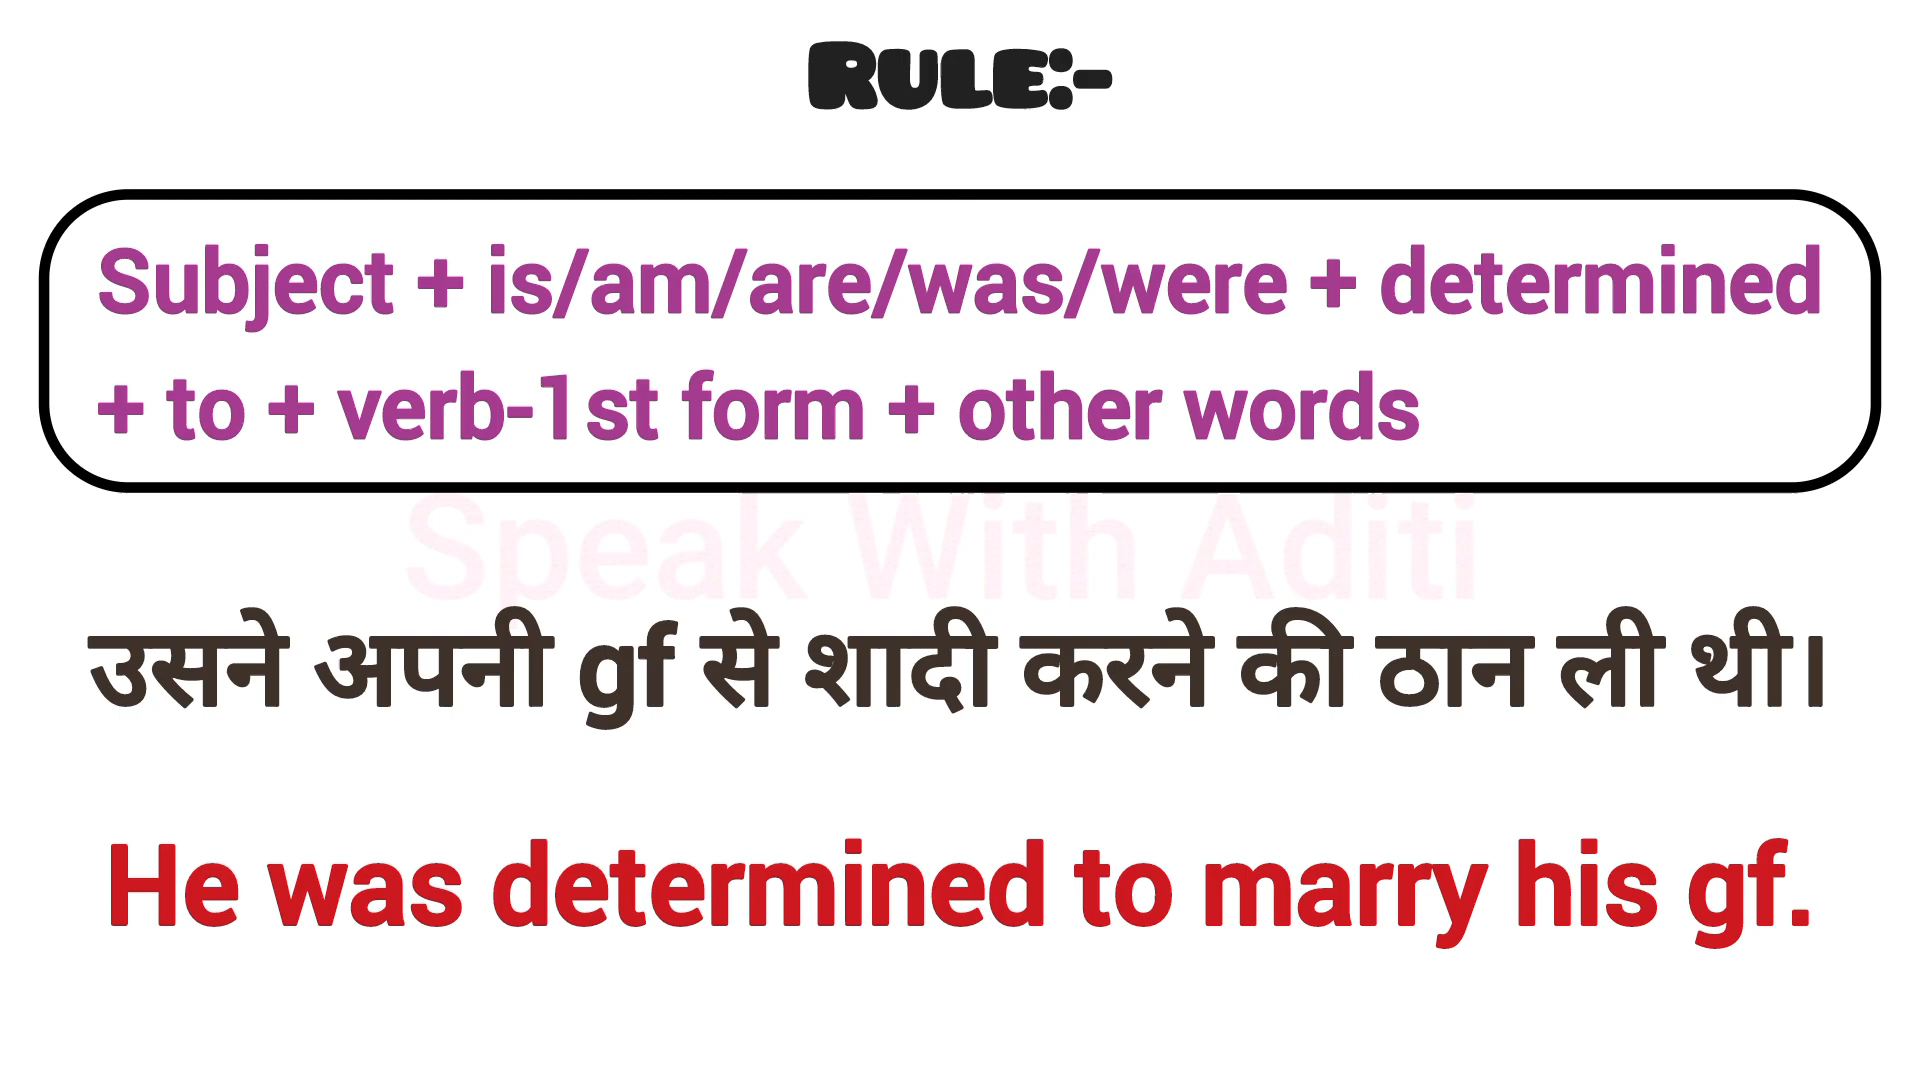 Rule:-
Subject + is/am/are/was/were + determined
+ to + verb-1st form + other words
Speak With Aditi
उसने अपनी gf से शादी करने की ठान ली थी।
He was determined to marry his gf.